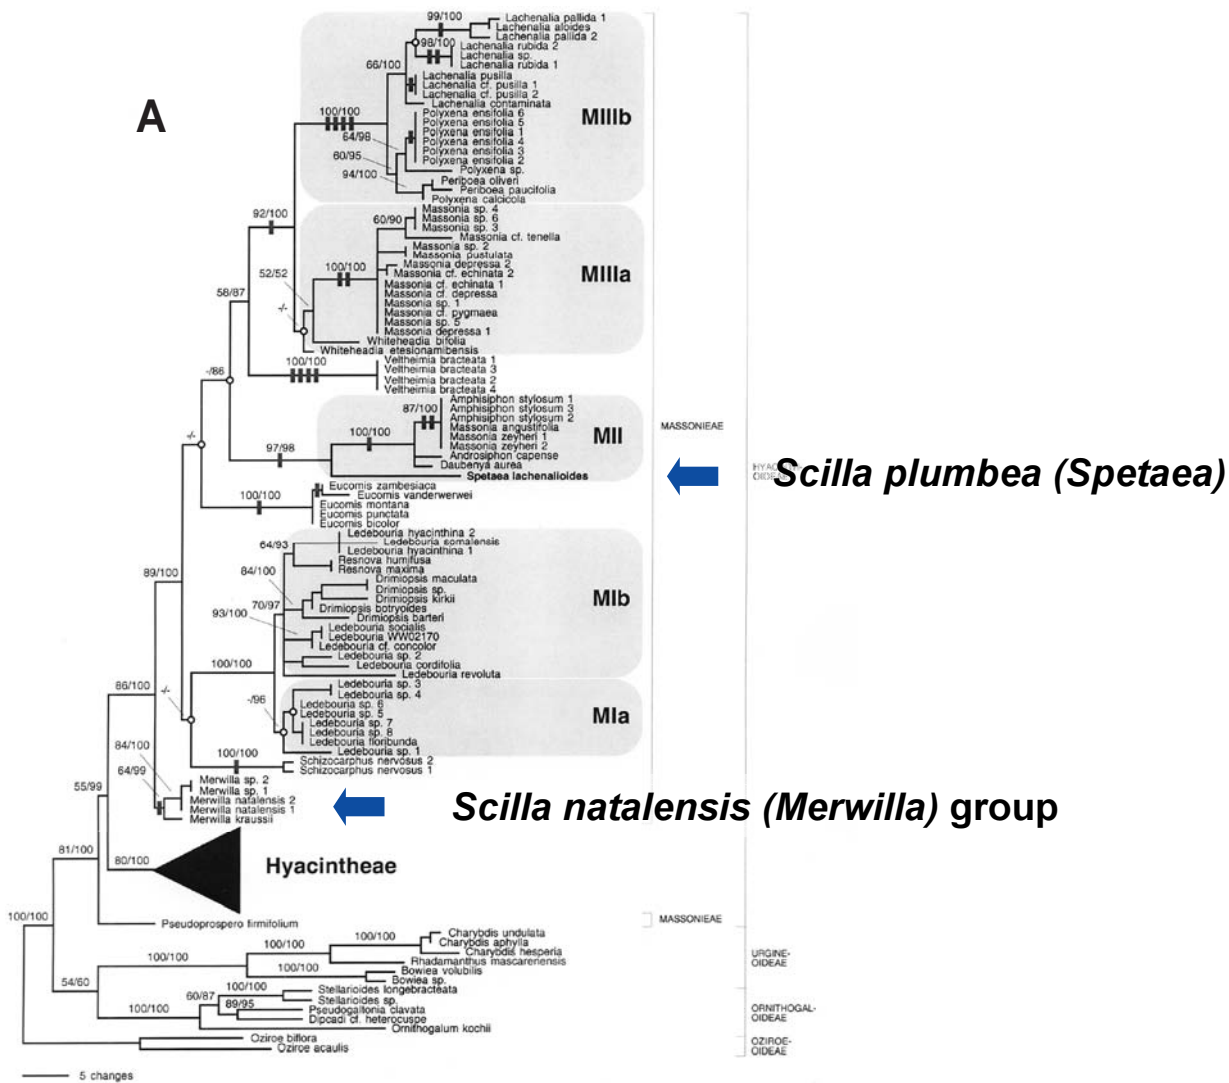 99/100
Lachenalia pallida 1
Lachenalia aloides
Lachenalia pallida 2
98/100
Lachenalia rubida 2
Lachenalia sp.
Lachenalia rubida 1
66/100
Lachenalia pusilla
Lachenalia cf. pusilla 1
Lachenalia cf. pusilla 2
Lachenalia contaminata
A
100/100
MIIIb
Polyxena ensifolia 6
Polyxena ensifolia 5
Polyxena ensifolia 1
Polyxena ensifolia 4
Polyxena ensifolia 3
Polyxena ensifolia 2
64/98
60/95
Polyxena sp.
94/100
Periboea oliveri
Periboea paucifolia
Polyxena calcicola
92/100
60/90
Massonia sp. 4
Massonia sp. 6
Massonia sp. 3
Massonia cf. tenella
Massonia sp. 2
Massonia pustulata
52/52
100/100
Massonia depressa 2
Massonia cf. echinata 2
MIIIa
Massonia cf. echinata 1
Massonia cf. depressa
58/87
Massonia sp. 1
-/-
Massonia cf. pygmaea
Massonia sp. 5
Massonia depressa 1
Whiteheadia bifolia
Whiteheadia etesionamibensis
100/100
Veltheimia bracteata 1
Veltheimia bracteata 3
Veltheimia bracteata 2
Veltheimia bracteata 4
-/86
87/100
Amphisiphon stylosum 1
Amphisiphon stylosum 3
Amphisiphon stylosum 2
Massonia angustifolia
Massonia zeyheri 1
Massonia zeyheri 2
-/-
100/100
MII
MASSONIEAE
97/98
Androsiphon capense
Daubenya aurea
Spetaea lachenalioides
HYACINTH-
OIDEAE
Scilla plumbea (Spetaea)
100/100
Eucomis zambesiaca
Eucomis vanderwerwei
Eucomis montana
Eucomis punctata
Eucomis bicolor
64/93
Ledebouria hyacinthina 2
Ledebouria somalensis
Ledebouria hyacinthina 1
Resnova humifusa
Resnova maxima
89/100
84/100
Drimiopsis maculata
Drimiopsis sp.
Drimiopsis kirkii
MIb
70/97
Drimiopsis botryoides
93/100
Drimiopsis barteri
Ledebouria socialis
Ledebouria WW02170
Ledebouria cf. concolor
Ledebouria sp. 2
Ledebouria cordifolia
100/100
Ledebouria revoluta
86/100
-/-
-/96
Ledebouria sp. 3
Ledebouria sp. 4
Ledebouria sp. 6
Ledebouria sp. 5
MIa
Ledebouria sp. 7
Ledebouria sp. 8
Ledebouria floribunda
Ledebouria sp. 1
84/100
100/100
Schizocarphus nervosus 2
Schizocarphus nervosus 1
64/99
55/99
Merwilla sp. 2
Merwilla sp. 1
Merwilla natalensis 2
Merwilla natalensis 1
Merwilla kraussii
Scilla natalensis (Merwilla) group
81/100
80/100
Hyacintheae
100/100
Pseudoprospero firmifolium
MASSONIEAE
100/100
100/100
Charybdis undulata
Charybdis aphylla
Charybdis hesperia
100/100
Rhadamanthus mascarenensis
URGINE-
OIDEAE
100/100
Bowiea volubilis
Bowiea sp.
54/60
100/100
Stellarioides longebracteata
60/87
Stellarioides sp.
100/100
89/95
Pseudogaltonia clavata
Dipcadi cf. heterocuspe
ORNITHOGAL-
OIDEAE
Ornithogalum kochii
Oziroe biflora
Oziroe acaulis
OZIROE-
OIDEAE
5 changes